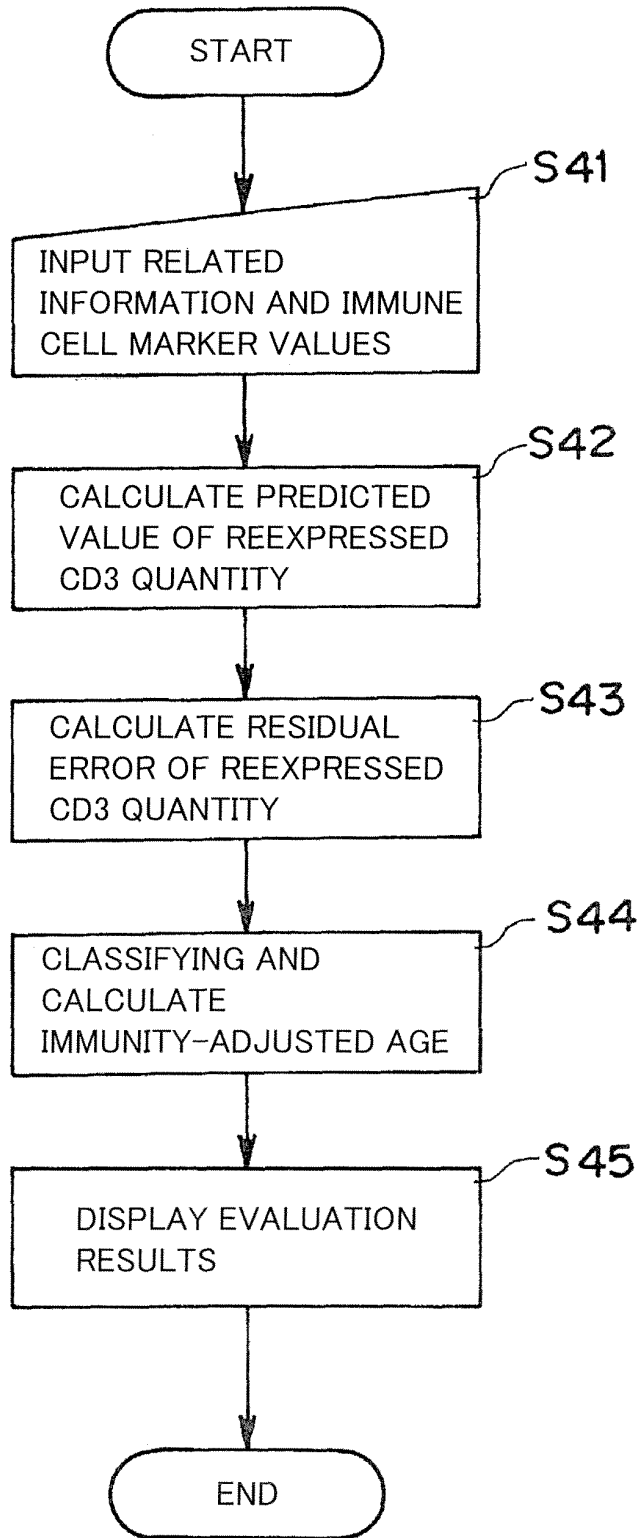 START
S41
INPUT RELATED
INFORMATION AND IMMUNE
CELL MARKER VALUES
S42
CALCULATE PREDICTED
VALUE OF REEXPRESSED
CD3 QUANTITY
S43
CALCULATE RESIDUAL
ERROR OF REEXPRESSED
CD3 QUANTITY
S44
CLASSIFYING AND
CALCULATE
IMMUNITY-ADJUSTED AGE
S45
DISPLAY EVALUATION
RESULTS
END